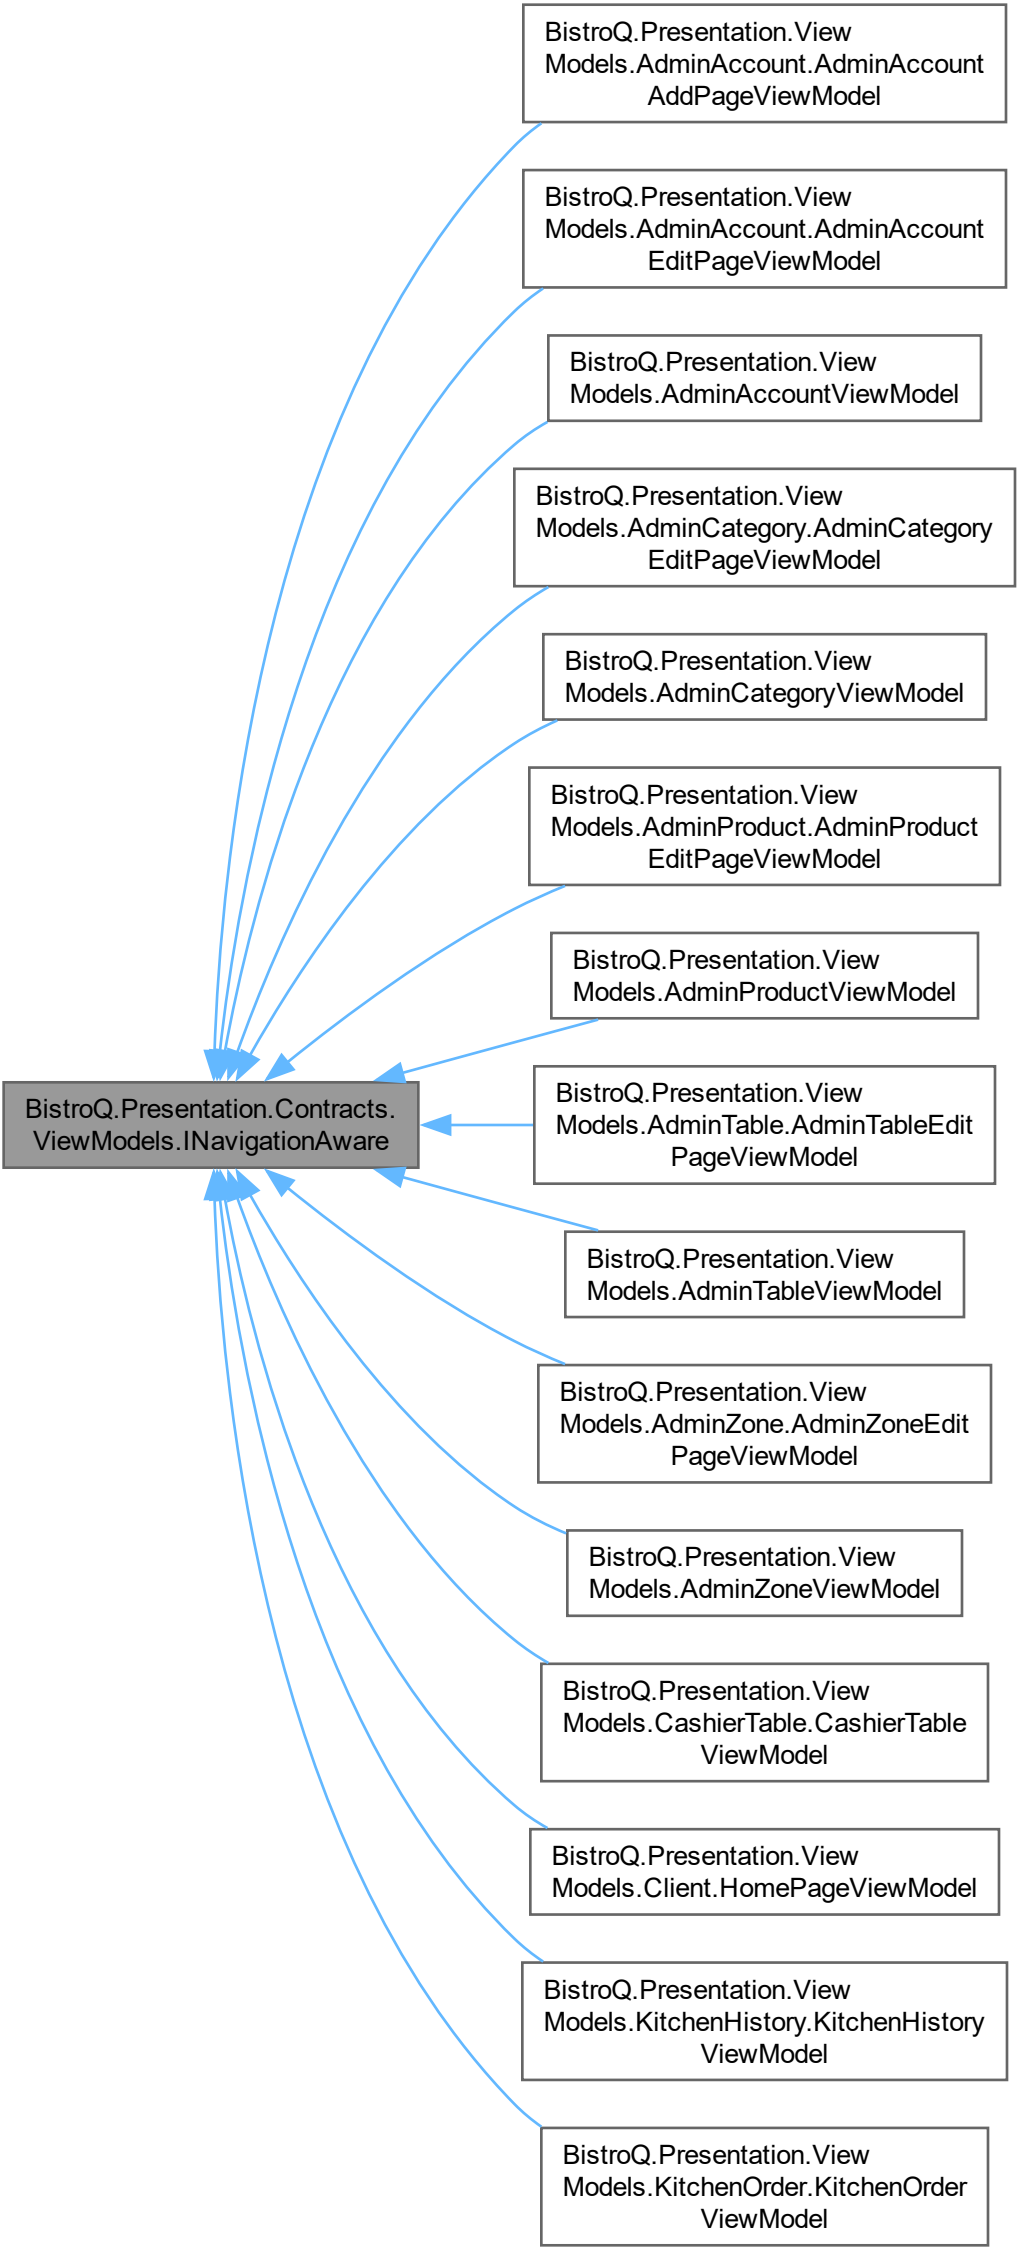 BistroQ.Presentation.View
Models.AdminAccount.AdminAccount
AddPageViewModel
BistroQ.Presentation.View
Models.AdminAccount.AdminAccount
EditPageViewModel
BistroQ.Presentation.View
Models.AdminAccountViewModel
BistroQ.Presentation.View
Models.AdminCategory.AdminCategory
EditPageViewModel
BistroQ.Presentation.View
Models.AdminCategoryViewModel
BistroQ.Presentation.View
Models.AdminProduct.AdminProduct
EditPageViewModel
BistroQ.Presentation.View
Models.AdminProductViewModel
BistroQ.Presentation.Contracts.
ViewModels.INavigationAware
BistroQ.Presentation.View
Models.AdminTable.AdminTableEdit
PageViewModel
BistroQ.Presentation.View
Models.AdminTableViewModel
BistroQ.Presentation.View
Models.AdminZone.AdminZoneEdit
PageViewModel
BistroQ.Presentation.View
Models.AdminZoneViewModel
BistroQ.Presentation.View
Models.CashierTable.CashierTable
ViewModel
BistroQ.Presentation.View
Models.Client.HomePageViewModel
BistroQ.Presentation.View
Models.KitchenHistory.KitchenHistory
ViewModel
BistroQ.Presentation.View
Models.KitchenOrder.KitchenOrder
ViewModel